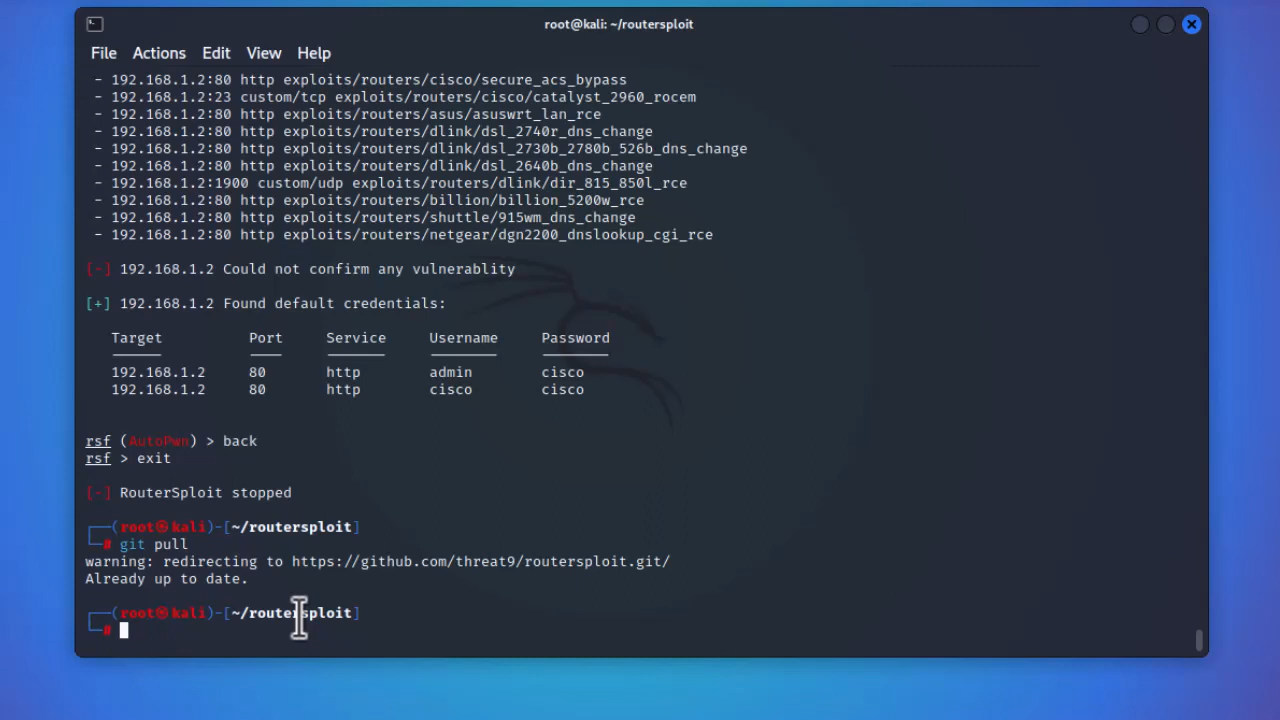 root@kali: ~/routersploit
File Actions Edit View Help
- 192.168.1.2:80 http exploits/routers/cisco/secure_acs_bypass
- 192.168.1.2:23 custom/tcp exploits/routers/cisco/catalyst_2960_rocem
- 192.168.1.2:80 http exploits/routers/asus/asuswrt_lan_rce
- 192.168.1.2:80 http exploits/routers/dlink/dsl_2740r_dns_change
- 192.168.1.2:80 http exploits/routers/dlink/dsl_2730b_2780b_526b_dns_change
- 192.168.1.2:80 http exploits/routers/dlink/dsl_2640b_dns_change
- 192.168.1.2:1900 custom/udp exploits/routers/dlink/dir_815_850l_rce
- 192.168.1.2:80 http exploits/routers/billion/billion_5200w_rce
- 192.168.1.2:80 http exploits/routers/shuttle/915wm_dns_change
- 192.168.1.2:80 http exploits/routers/netgear/dgn2200_dnslookup_cgi_rce
[-] 192.168.1.2 Could not confirm any vulnerablity
[+] 192.168.1.2 Found default credentials:
Target Port Service Username Password
192.168.1.2 80 http admin cisco
192.168.1.2 80 http cisco cisco
rsf (AutoPwn) > back
rsf > exit
[-] RouterSploit stopped
┌──(root㉿kali)-[~/routersploit]
└─# git pull
warning: redirecting to https://github.com/threat9/routersploit.git/
Already up to date.
┌──(root㉿kali)-[~/routersploit]
└─#